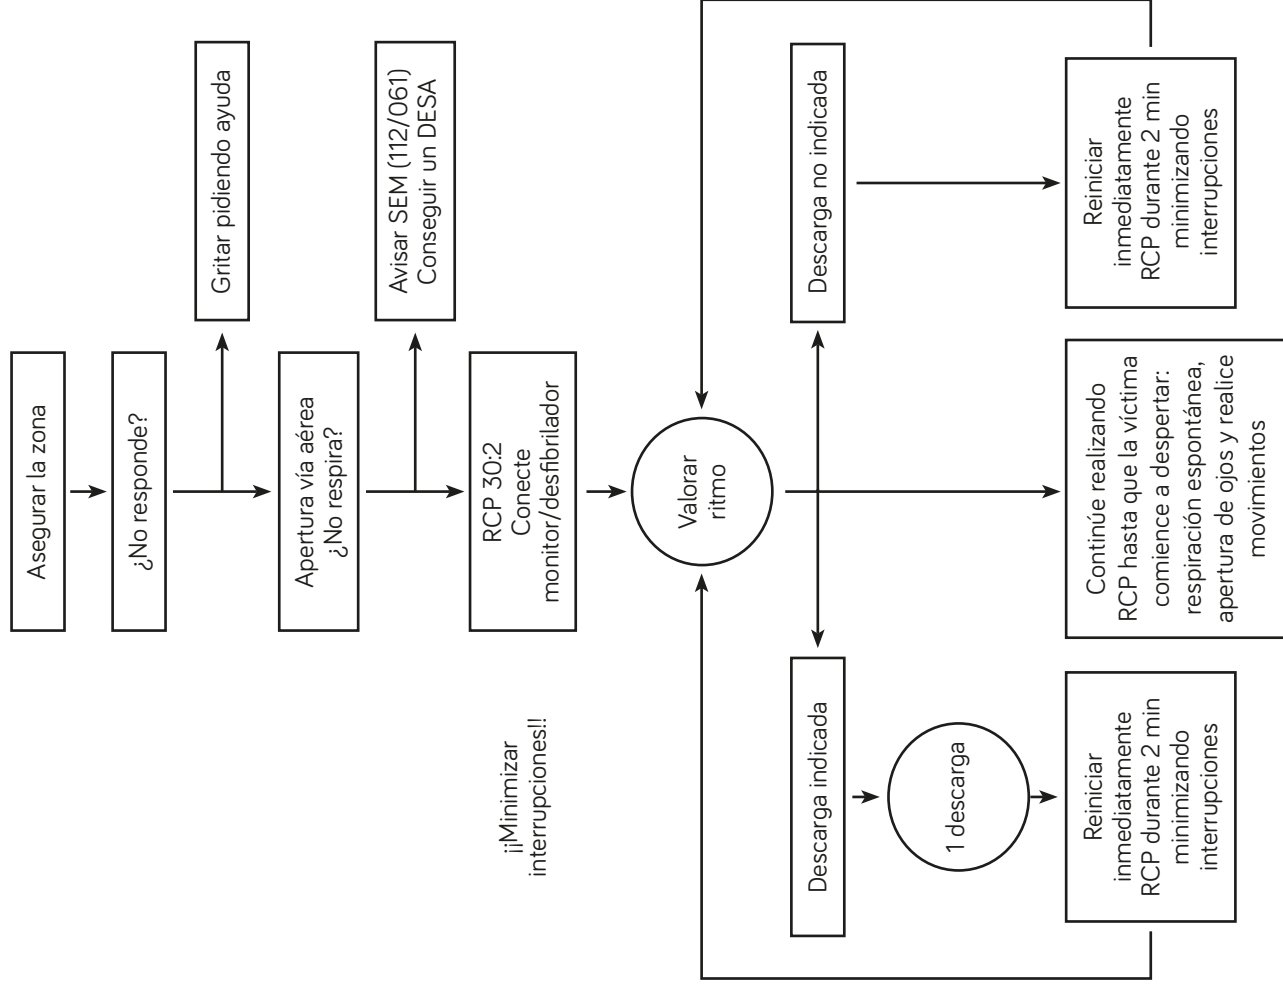 Asegurar la zona
¿No responde?
Gritar pidiendo ayuda
Apertura vía aérea
¿No respira?
Avisar SEM (112/061)
Conseguir un DESA
RCP 30:2
Conecte
monitor/desfibrilador
¡¡Minimizar
interrupciones!!
Valorar
ritmo
Descarga indicada
Descarga no indicada
1 descarga
Reiniciar
inmediatamente
RCP durante 2 min
minimizando
interrupciones
Continúe realizando
RCP hasta que la víctima
comience a despertar:
respiración espontánea,
apertura de ojos y realice
movimientos
Reiniciar
inmediatamente
RCP durante 2 min
minimizando
interrupciones